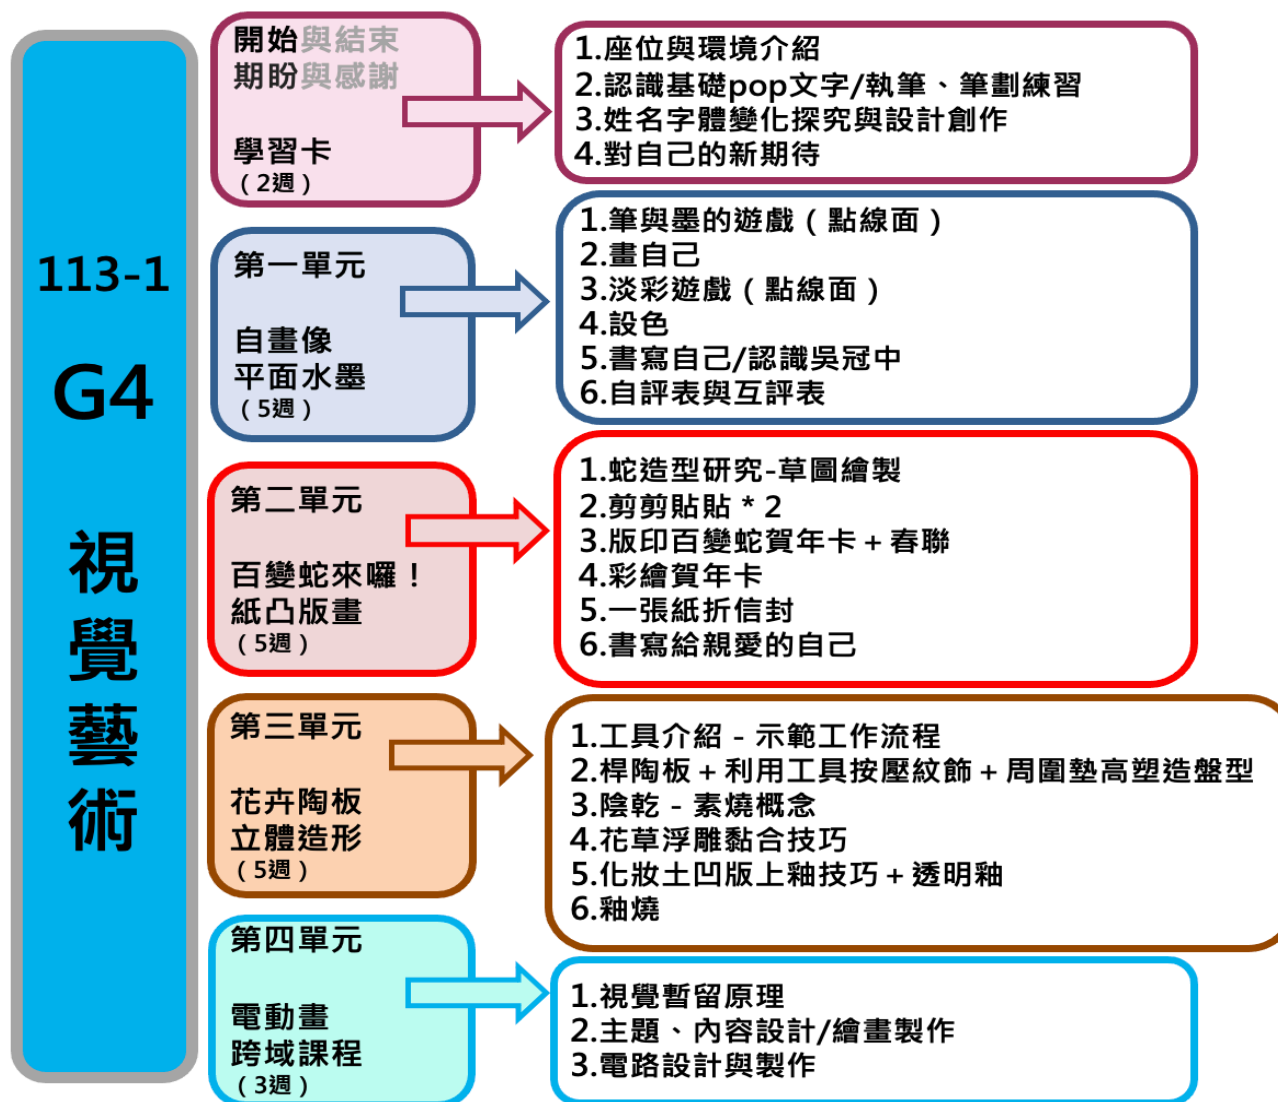 113-1
G4
視
覺
藝
術
開始與結束
期盼與感謝
學習卡
（2週）
1.座位與環境介紹
2.認識基礎pop文字/執筆、筆劃練習
3.姓名字體變化探究與設計創作
4.對自己的新期待
第一單元
自畫像
平面水墨
（5週）
1.筆與墨的遊戲（點線面）
2.畫自己
3.淡彩遊戲（點線面）
4.設色
5.書寫自己/認識吳冠中
6.自評表與互評表
第二單元
百變蛇來囉！
紙凸版畫
（5週）
1.蛇造型研究-草圖繪製
2.剪剪貼貼＊2
3.版印百變蛇賀年卡＋春聯
4.彩繪賀年卡
5.一張紙折信封
6.書寫給親愛的自己
第三單元
花卉陶板
立體造形
（5週）
1.工具介紹－示範工作流程
2.桿陶板＋利用工具按壓紋飾＋周圍墊高塑造盤型
3.陰乾－素燒概念
4.花草浮雕黏合技巧
5.化妝土凹版上釉技巧＋透明釉
6.釉燒
第四單元
電動畫
跨域課程
（3週）
1.視覺暫留原理
2.主題、內容設計/繪畫製作
3.電路設計與製作